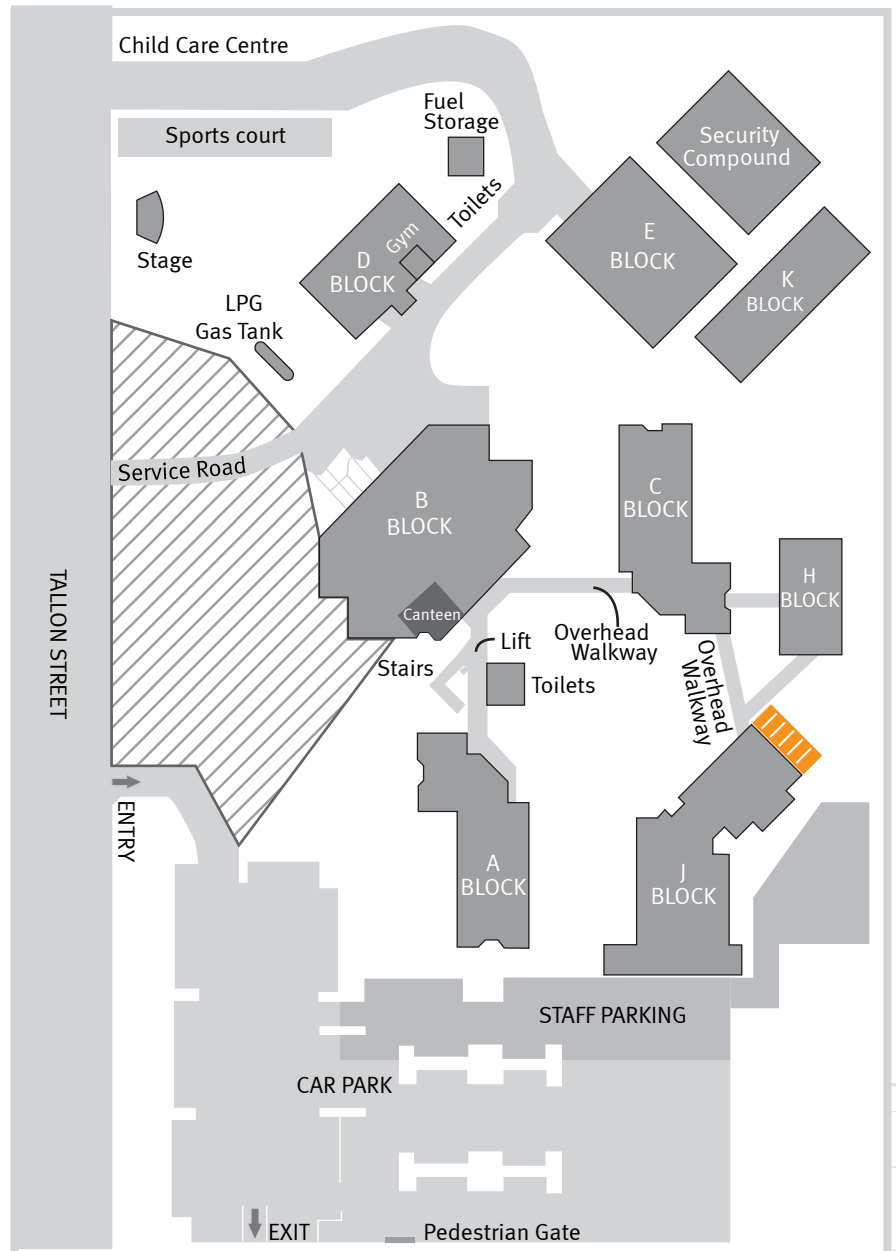 Child Care Centre
Sports court
Fuel
Storage
Security
Compound
Toilets
Gym
Stage
D
BLOCK
E
BLOCK
K
BLOCK
LPG
Gas Tank
Service Road
B
BLOCK
C
BLOCK
H
BLOCK
TALLON STREET
Canteen
Lift
Overhead
Walkway
Stairs
Toilets
Overhead
Walkway
ENTRY
A
BLOCK
J
BLOCK
STAFF PARKING
CAR PARK
EXIT
Pedestrian Gate